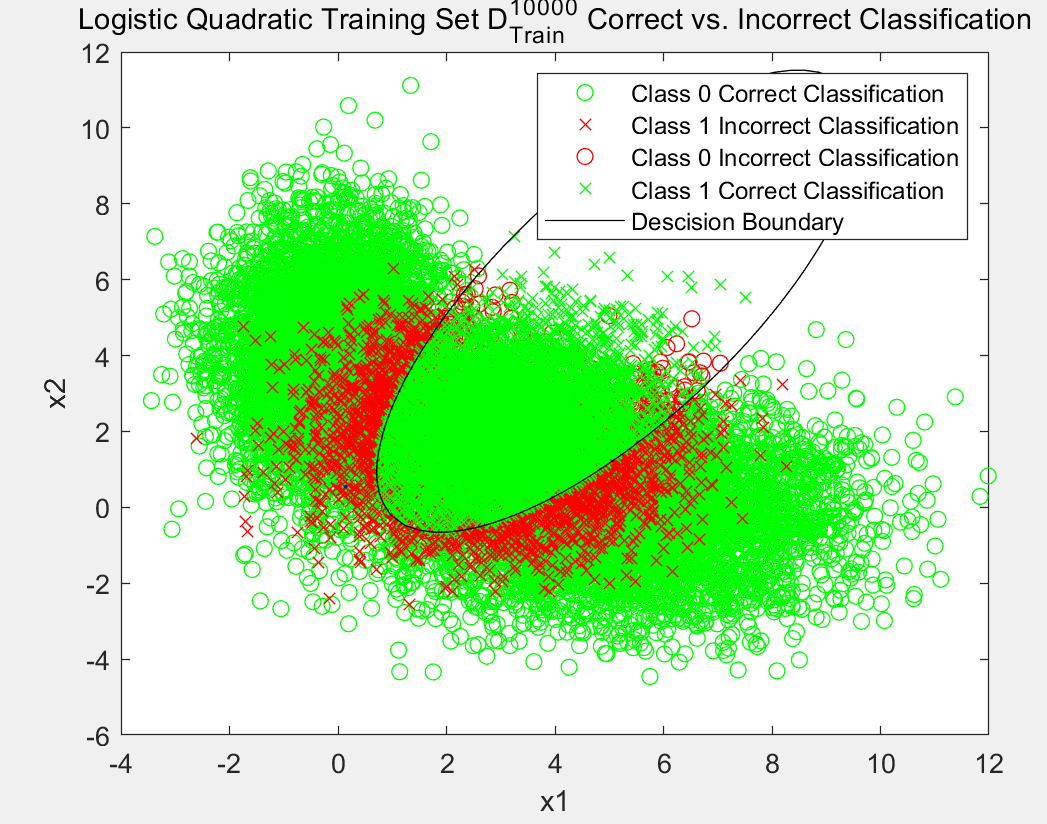 Logistic Quadratic Training Set D_Train^10000 Correct vs. Incorrect Classification
12
10
8
6
4
2
0
-2
-4
-6
x2
Class 0 Correct Classification
Class 1 Incorrect Classification
Class 0 Incorrect Classification
Class 1 Correct Classification
Descision Boundary
-4 -2 0 2 4 6 8 10 12
x1